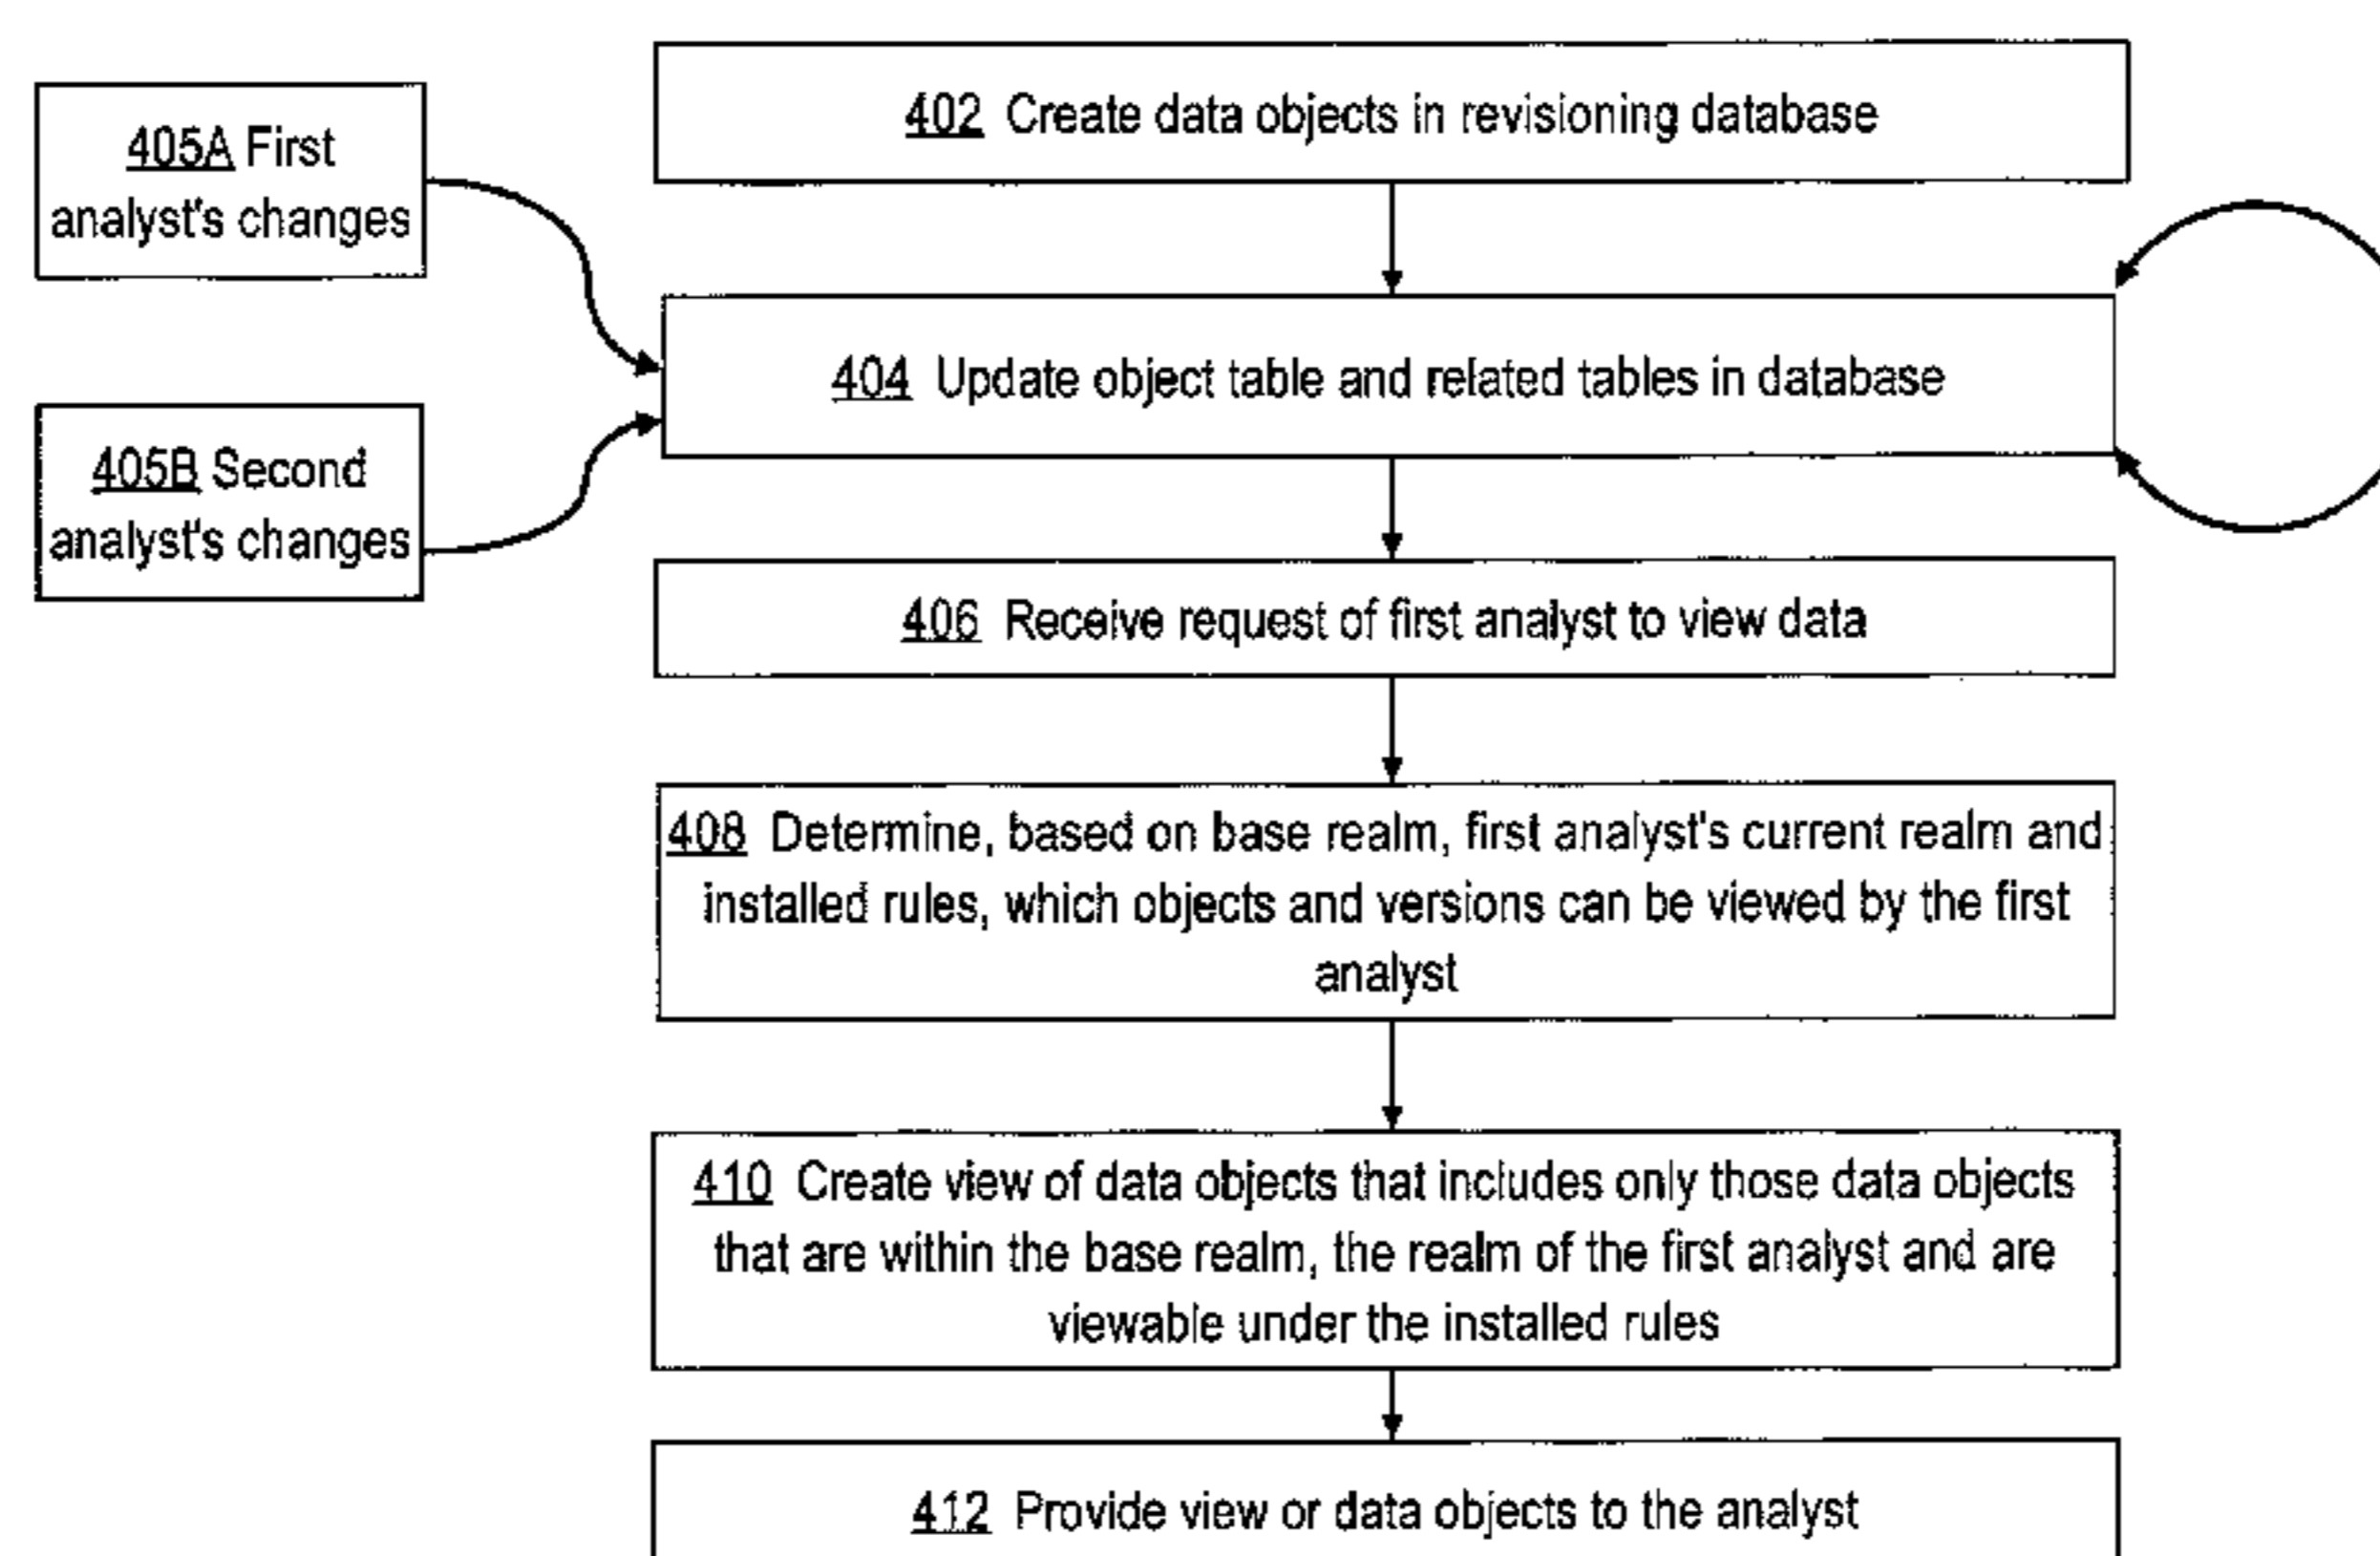 402 Create data objects in revisioning database
405A First
analyst's changes
404 Update object table and related tables in database
405B Second
analyst's changes
406 Receive request of first analyst to view data
408 Determine, based on base realm, first analyst's current realm and
installed rules, which objects and versions can be viewed by the first
analyst
410 Create view of data objects that includes only those data objects
that are within the base realm, the realm of the first analyst and are
viewable under the installed rules
412 Provide view or data objects to the analyst